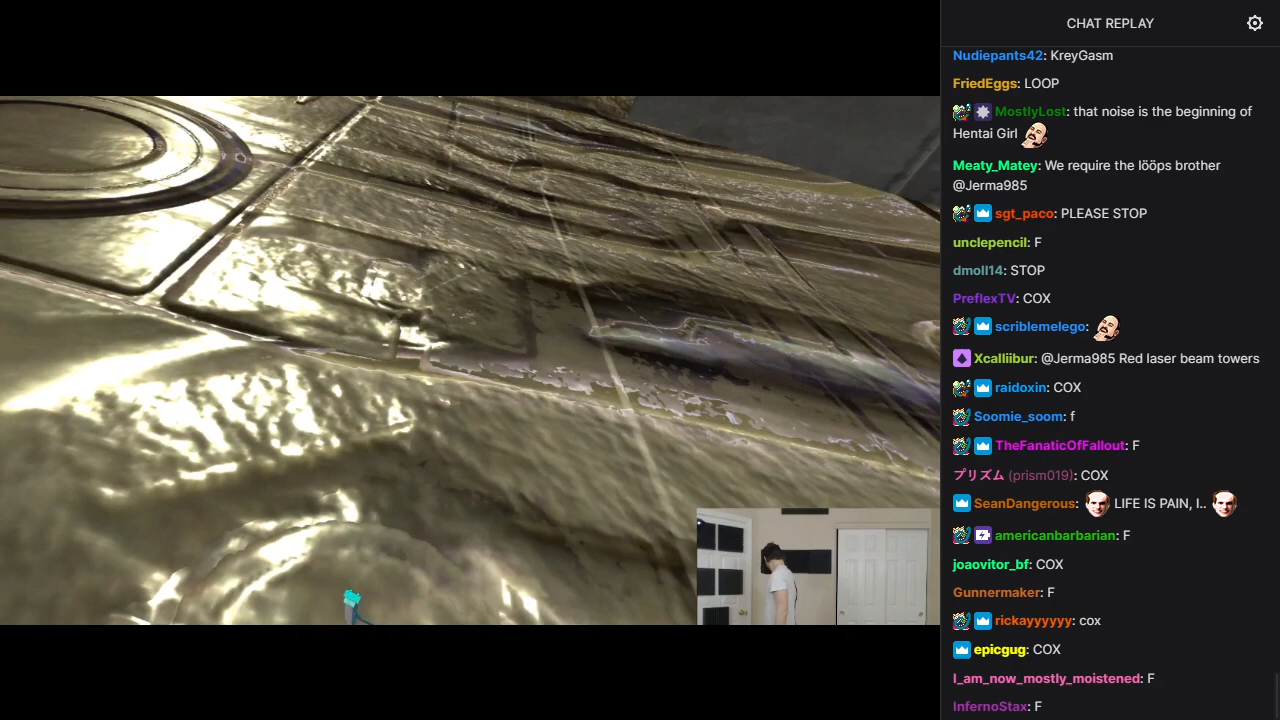 CHAT REPLAY
Nudiepants42: KreyGasm
FriedEggs: LOOP
MostlyLost: that noise is the beginning of
Hentai Girl
Meaty_Matey: We require the lööps brother
@Jerma985
sgt_paco: PLEASE STOP
unclepencil: F
dmoll14: STOP
PreflexTV: COX
scriblemelego:
Xcalliibur: @Jerma985 Red laser beam towers
raidoxin: COX
Soomie_soom: f
TheFanaticOfFallout: F
プリズム (prism019): COX
SeanDangerous: LIFE IS PAIN, I..
americanbarbarian: F
joaovitor_bf: COX
Gunnermaker: F
rickayyyyyy: cox
epicgug: COX
I_am_now_mostly_moistened: F
InfernoStax: F